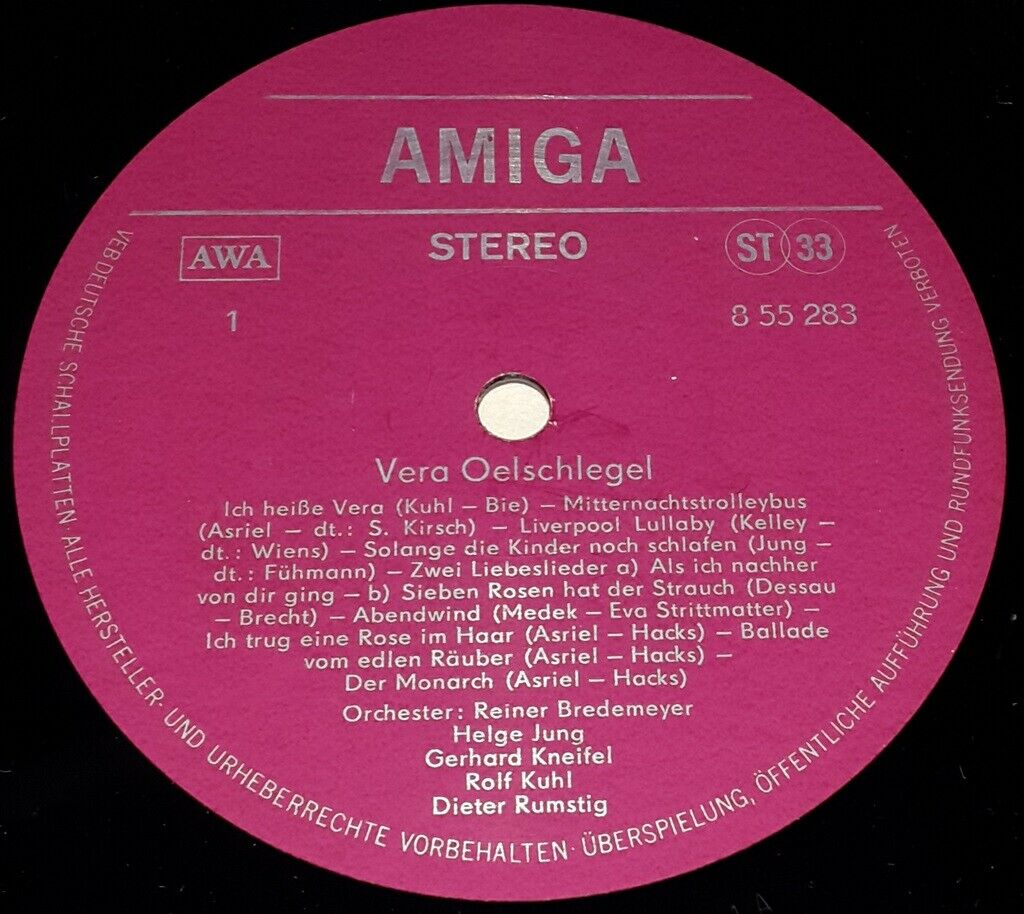 AMIGA
AWA
STEREO
ST 33
1
8 55 283
Vera Oelschlegel
Ich heiße Vera (Kuhl – Bie) – Mitternachtstrolleybus
(Asriel – dt.: S. Kirsch) – Liverpool Lullaby (Kelley –
dt.: Wiens) – Solange die Kinder noch schlafen (Jung –
dt.: Fühmann) – Zwei Liebeslieder a) Als ich nachher
von dir ging – b) Sieben Rosen hat der Strauch (Dessau
– Brecht) – Abendwind (Medek – Eva Strittmatter) –
Ich trug eine Rose im Haar (Asriel – Hacks) – Ballade
vom edlen Räuber (Asriel – Hacks) –
Der Monarch (Asriel – Hacks)
Orchester: Reiner Bredemeyer
Helge Jung
Gerhard Kneifel
Rolf Kuhl
Dieter Rumstig
VEB DEUTSCHE SCHALLPLATTEN · ALLE HERSTELLER- UND URHEBERRECHTE VORBEHALTEN · ÜBERSPIELUNG, ÖFFENTLICHE AUFFÜHRUNG UND RUNDFUNKSENDUNG VERBOTEN